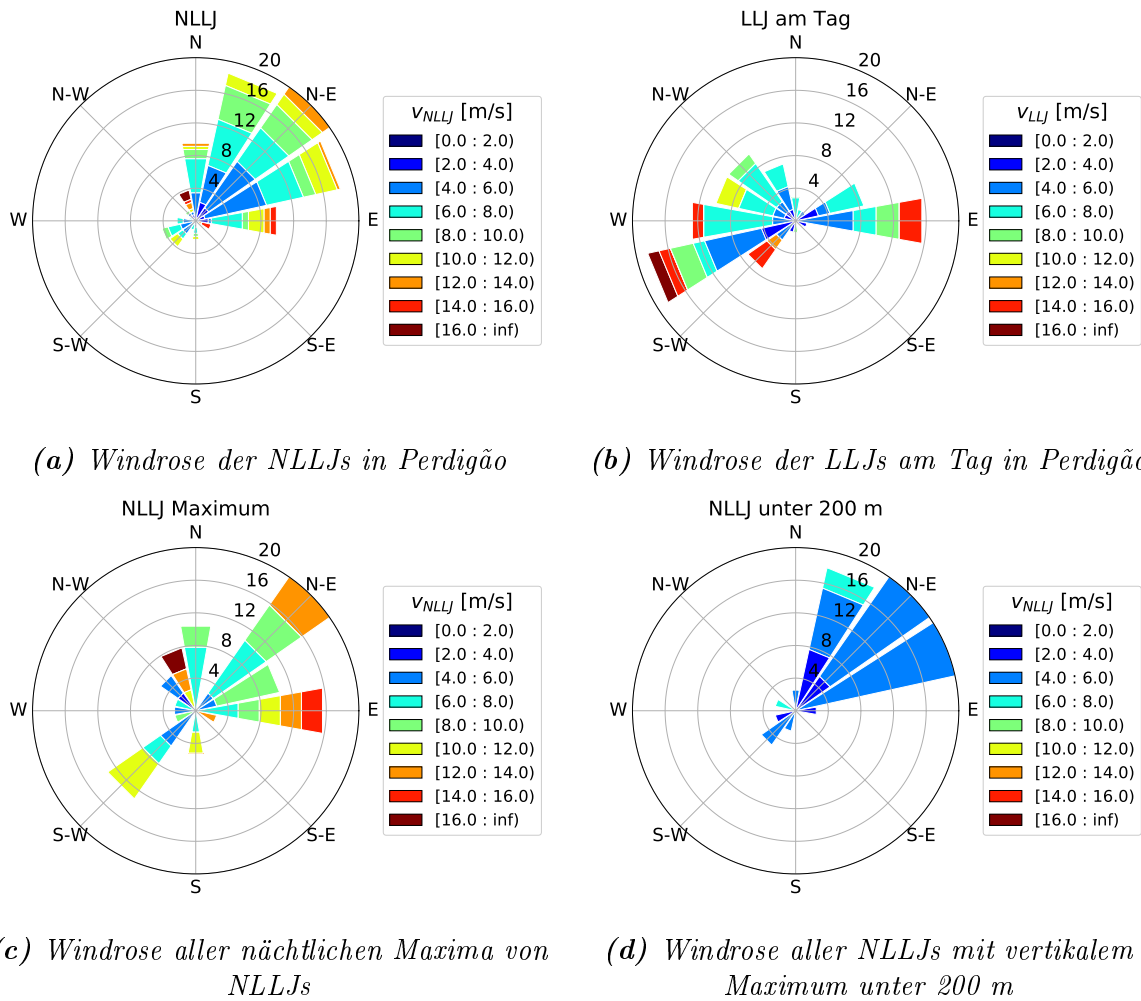 NLLJ
N
N-E
E
S-E
S
S-W
W
N-W
4
8
12
16
20
v_NLLJ [m/s]
[0.0 : 2.0)
[2.0 : 4.0)
[4.0 : 6.0)
[6.0 : 8.0)
[8.0 : 10.0)
[10.0 : 12.0)
[12.0 : 14.0)
[14.0 : 16.0)
[16.0 : inf)
(a) Windrose der NLLJs in Perdigão
LLJ am Tag
N
N-E
E
S-E
S
S-W
W
N-W
4
8
12
16
20
v_LLJ [m/s]
[0.0 : 2.0)
[2.0 : 4.0)
[4.0 : 6.0)
[6.0 : 8.0)
[8.0 : 10.0)
[10.0 : 12.0)
[12.0 : 14.0)
[14.0 : 16.0)
[16.0 : inf)
(b) Windrose der LLJs am Tag in Perdigão
NLLJ Maximum
N
N-E
E
S-E
S
S-W
W
N-W
4
8
12
16
20
v_NLLJ [m/s]
[0.0 : 2.0)
[2.0 : 4.0)
[4.0 : 6.0)
[6.0 : 8.0)
[8.0 : 10.0)
[10.0 : 12.0)
[12.0 : 14.0)
[14.0 : 16.0)
[16.0 : inf)
(c) Windrose aller nächtlichen Maxima von
NLLJs
NLLJ unter 200 m
N
N-E
E
S-E
S
S-W
W
N-W
4
8
12
16
20
v_NLLJ [m/s]
[0.0 : 2.0)
[2.0 : 4.0)
[4.0 : 6.0)
[6.0 : 8.0)
[8.0 : 10.0)
[10.0 : 12.0)
[12.0 : 14.0)
[14.0 : 16.0)
[16.0 : inf)
(d) Windrose aller NLLJs mit vertikalem
Maximum unter 200 m